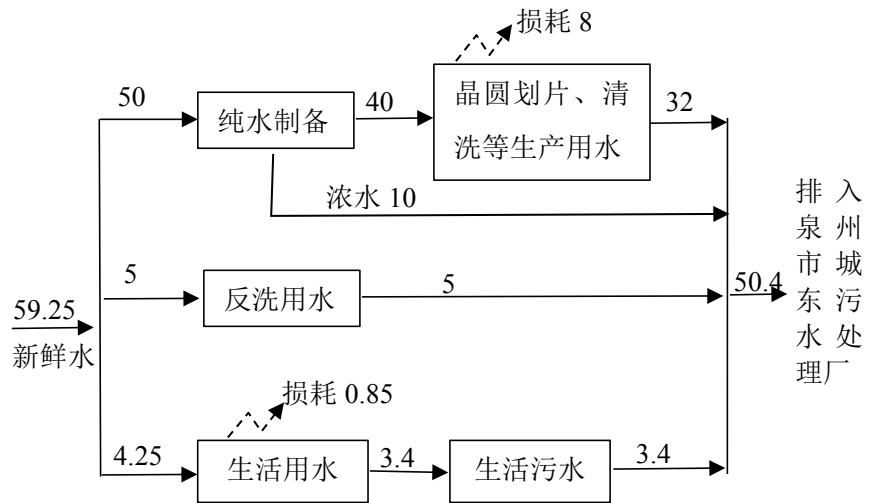 损耗 8
50
纯水制备
40
晶圆划片、清
洗等生产用水
32
浓水 10
5
反洗用水
5
59.25
新鲜水
50.4
排入
泉州
市城
东污
水处
理厂
损耗 0.85
4.25
生活用水
3.4
生活污水
3.4